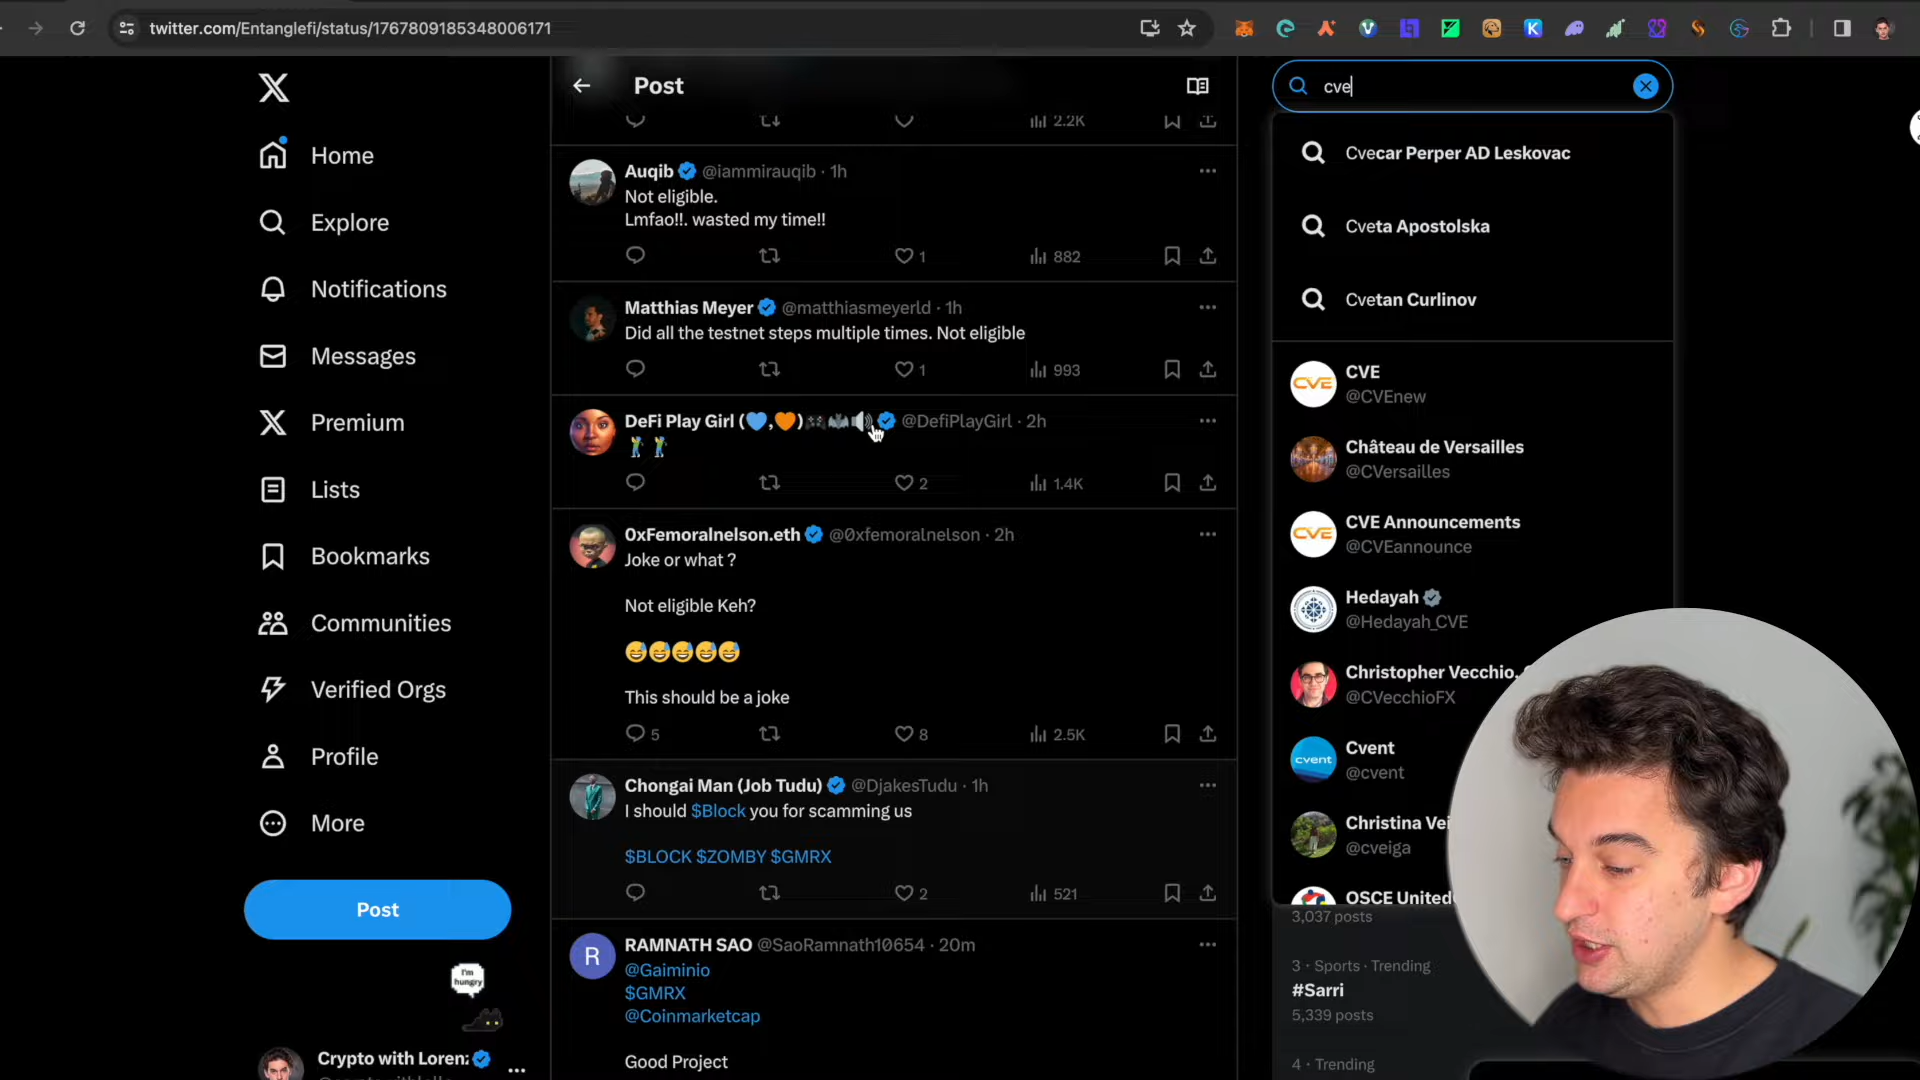 twitter.com/Entanglefi/status/1767809185348006171
Home
Explore
Notifications
Messages
Premium
Lists
Bookmarks
Communities
Verified Orgs
Profile
More
Post
I'm
hungry
Crypto with Loren
Post
2.2K
Auqib @iammirauqib · 1h
Not eligible.
Lmfao!!. wasted my time!!
1
882
Matthias Meyer @matthiasmeyerld · 1h
Did all the testnet steps multiple times. Not eligible
1
993
DeFi Play Girl (💙,🧡)🎮🦇🔊 @DefiPlayGirl · 2h
2
1.4K
0xFemoralnelson.eth @0xfemoralnelson · 2h
Joke or what ?
Not eligible Keh?
😅😅😅😅😅
This should be a joke
5
8
2.5K
Chongai Man (Job Tudu) @DjakesTudu · 1h
I should $Block you for scamming us
$BLOCK $ZOMBY $GMRX
2
521
R
RAMNATH SAO @SaoRamnath10654 · 20m
@Gaiminio
$GMRX
@Coinmarketcap
Good Project
cve
Cvecar Perper AD Leskovac
Cveta Apostolska
Cvetan Curlinov
CVE
CVE
@CVEnew
Château de Versailles
@CVersailles
CVE
CVE Announcements
@CVEannounce
Hedayah
@Hedayah_CVE
Christopher Vecchio,
@CVecchioFX
cvent
Cvent
@cvent
Christina Vei
@cveiga
OSCE United
3,037 posts
3 · Sports · Trending
#Sarri
5,339 posts
4 · Trending